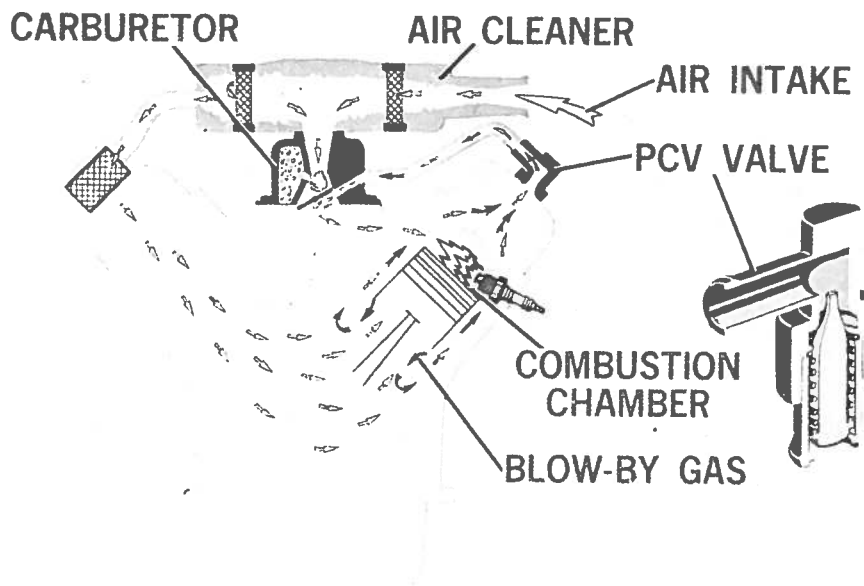 CARBURETOR
AIR CLEANER
AIR INTAKE
PCV VALVE
COMBUSTION
CHAMBER
BLOW-BY GAS